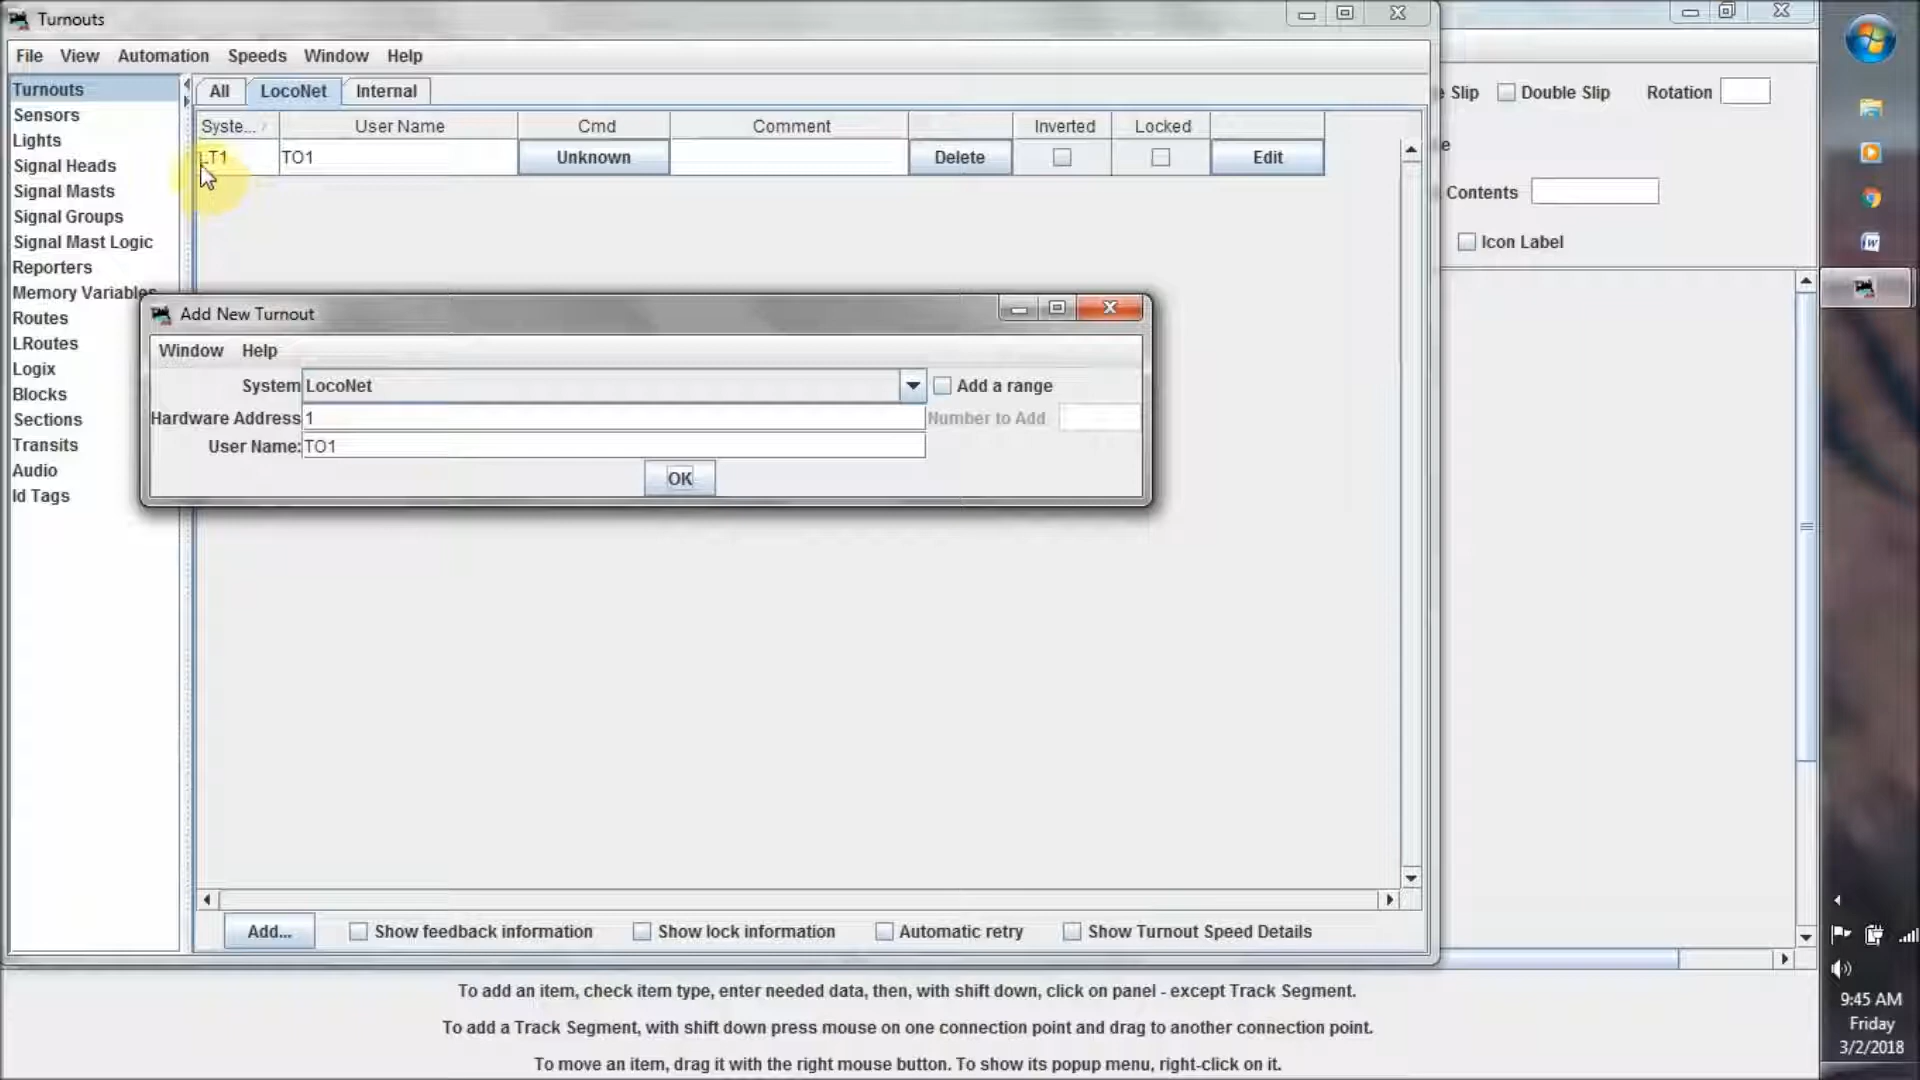 Turnouts
File View Automation Speeds Window Help
Turnouts
Sensors
Lights
Signal Heads
Signal Masts
Signal Groups
Signal Mast Logic
Reporters
Memory Variables
Routes
LRoutes
Logix
Blocks
Sections
Transits
Audio
Id Tags
All LocoNet Internal
Syste... User Name Cmd Comment Inverted Locked
LT1 TO1 Unknown Delete Edit
Add New Turnout
Window Help
System LocoNet Add a range
Hardware Address 1 Number to Add
User Name: TO1
OK
Add... Show feedback information Show lock information Automatic retry Show Turnout Speed Details
Slip Double Slip Rotation
Contents
Icon Label
To add an item, check item type, enter needed data, then, with shift down, click on panel - except Track Segment.
To add a Track Segment, with shift down press mouse on one connection point and drag to another connection point.
To move an item, drag it with the right mouse button. To show its popup menu, right-click on it.
9:45 AM
Friday
3/2/2018